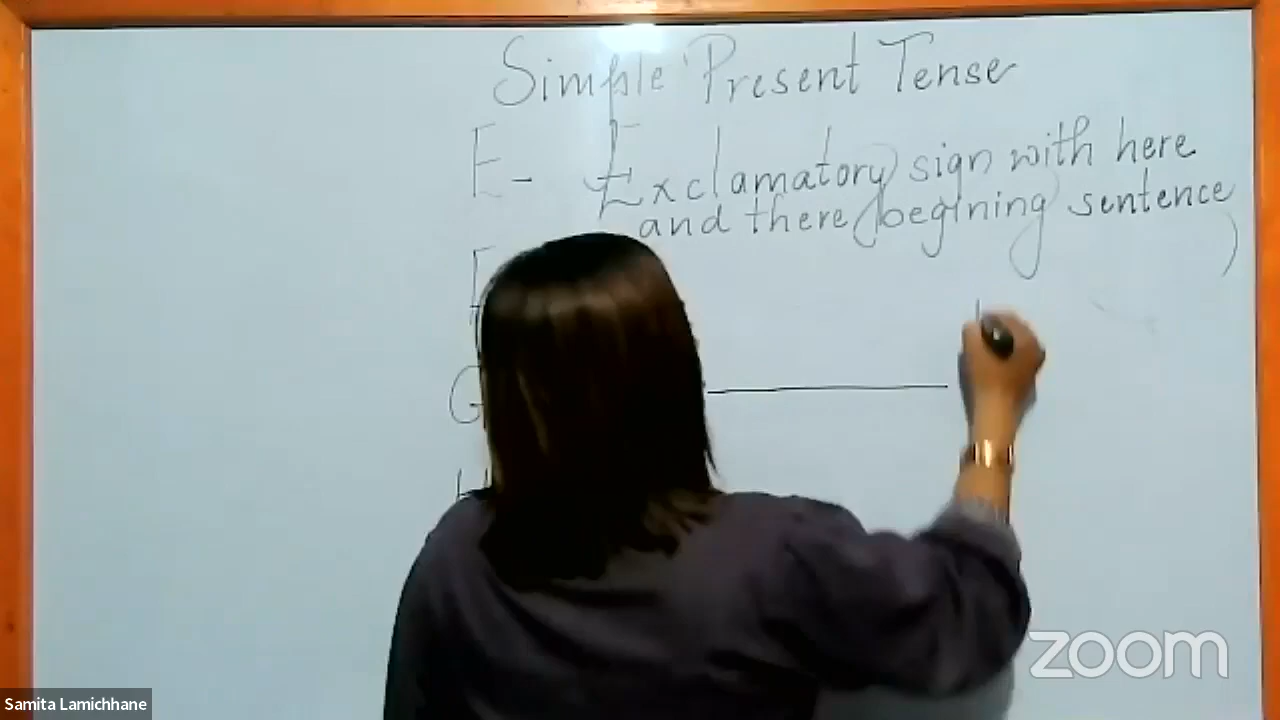 Simple Present Tense
E- Exclamatory sign with here
and there (begining sentence
)
G
zoom
Samita Lamichhane